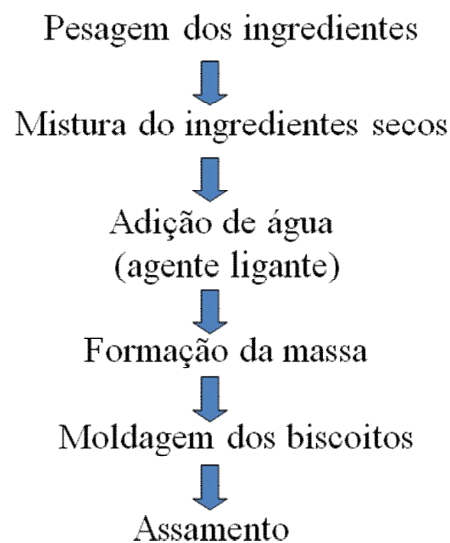 Pesagem dos ingredientes
Mistura do ingredientes secos
Adição de água
(agente ligante)
Formação da massa
Moldagem dos biscoitos
Assamento